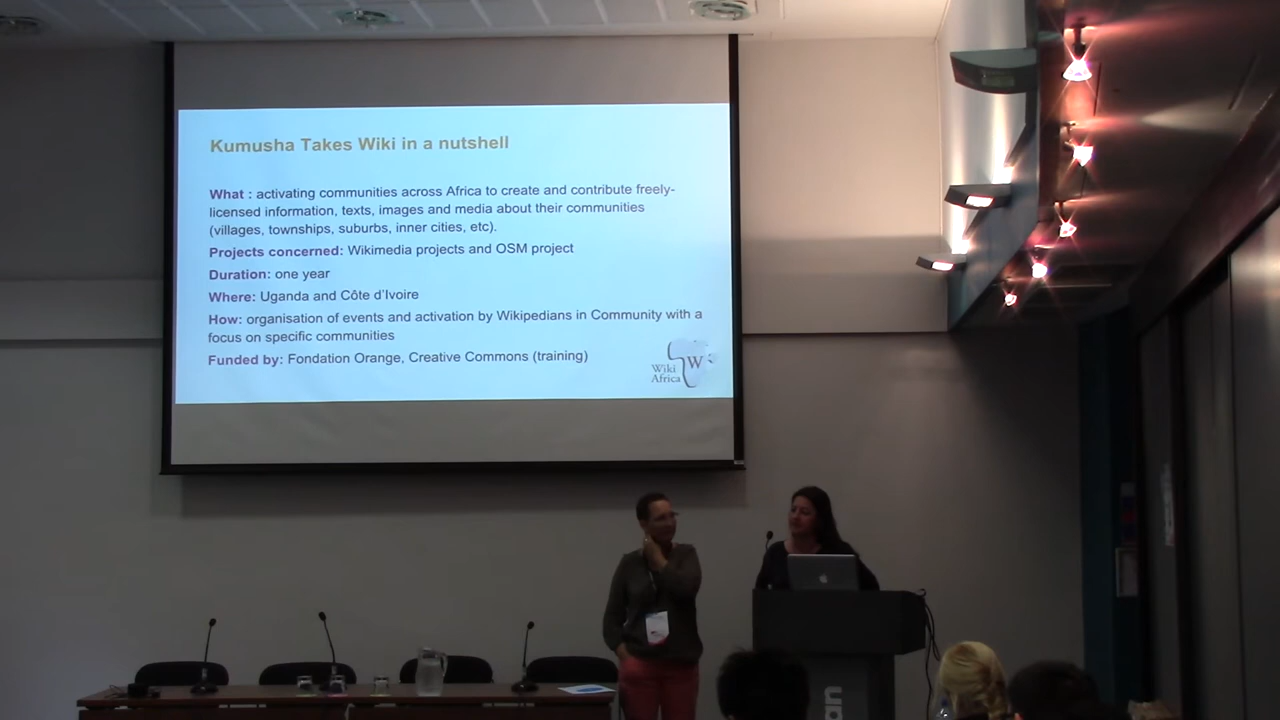 Kumusha Takes Wiki in a nutshell
What : activating communities across Africa to create and contribute freely-
licensed information, texts, images and media about their communities
(villages, townships, suburbs, inner cities, etc).
Projects concerned: Wikimedia projects and OSM project
Duration: one year
Where: Uganda and Côte d'Ivoire
How: organisation of events and activation by Wikipedians in Community with a
focus on specific communities
Funded by: Fondation Orange, Creative Commons (training)
Wiki
Africa
W